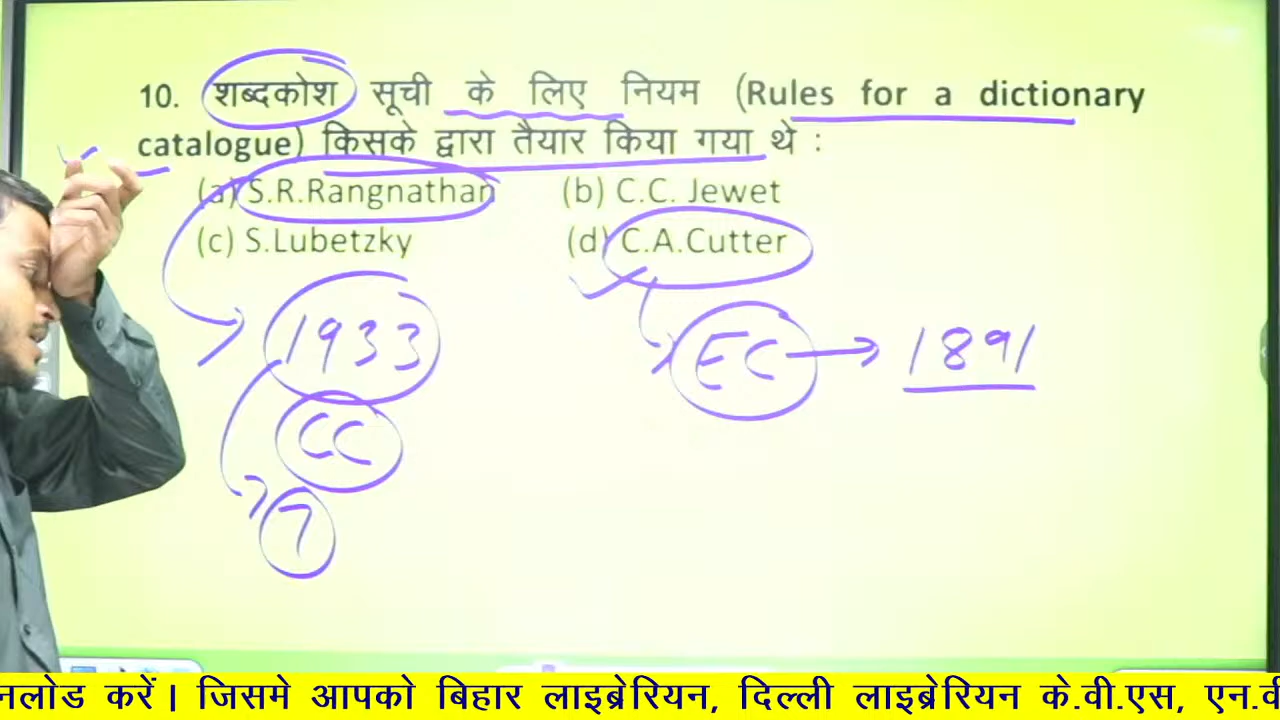 10. शब्दकोश सूची के लिए नियम (Rules for a dictionary
catalogue) किसके द्वारा तैयार किया गया थे :
(a) S.R.Rangnathan (b) C.C. Jewet
(c) S.Lubetzky (d) C.A.Cutter
1933 EC → 1891
CC
7
नलोड करें। जिसमे आपको बिहार लाइब्रेरियन, दिल्ली लाइब्रेरियन के.वी.एस, एन.वी